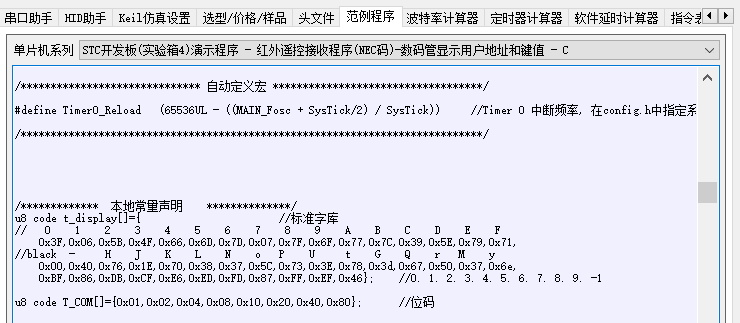 串口助手 HID助手 Keil仿真设置 选型/价格/样品 头文件 范例程序 波特率计算器 定时器计算器 软件延时计算器 指令表
单片机系列 STC开发板(实验箱4)演示程序 - 红外遥控接收程序(NEC码)-数码管显示用户地址和键值 - C
/***************************** 自动定义宏 **********************************/
#define Timer0_Reload (65536UL - ((MAIN_Fosc + SysTick/2) / SysTick)) //Timer 0 中断频率, 在config.h中指定系
/***************************************************************************/
/************* 本地常量声明 **************/
u8 code t_display[]={ //标准字库
// 0 1 2 3 4 5 6 7 8 9 A B C D E F
0x3F,0x06,0x5B,0x4F,0x66,0x6D,0x7D,0x07,0x7F,0x6F,0x77,0x7C,0x39,0x5E,0x79,0x71,
//black - H J K L N o P U t G Q r M y
0x00,0x40,0x76,0x1E,0x70,0x38,0x37,0x5C,0x73,0x3E,0x78,0x3d,0x67,0x50,0x37,0x6e,
0xBF,0x86,0xDB,0xCF,0xE6,0xED,0xFD,0x87,0xFF,0xEF,0x46}; //0. 1. 2. 3. 4. 5. 6. 7. 8. 9. -1
u8 code T_COM[]={0x01,0x02,0x04,0x08,0x10,0x20,0x40,0x80}; //位码